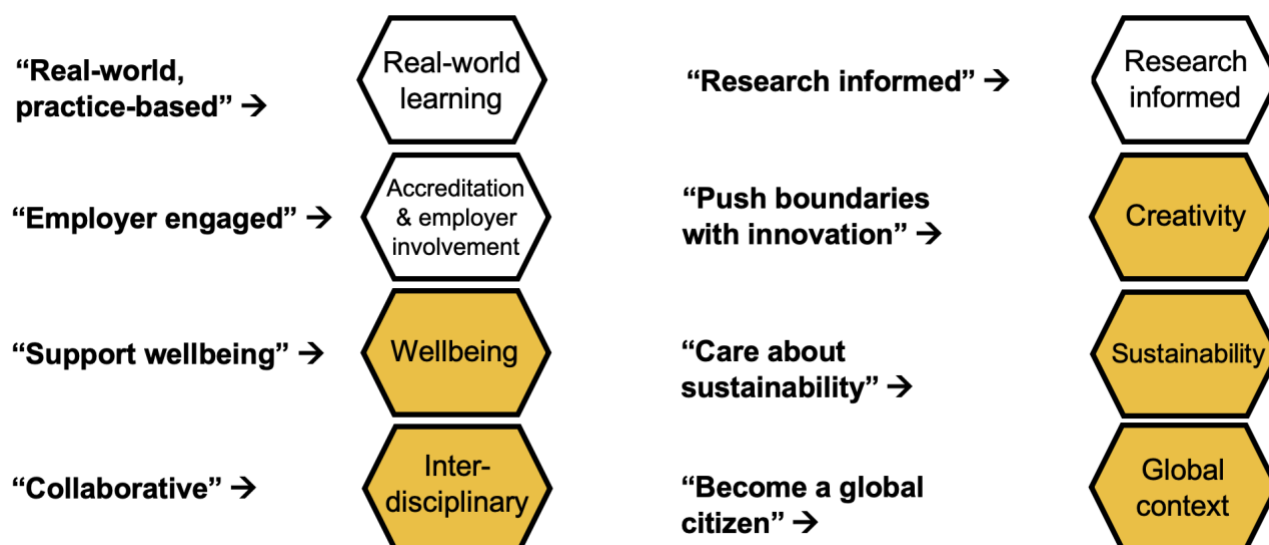 “Real-world,
practice-based” →
Real-world
learning
“Employer engaged” →
Accreditation
& employer
involvement
“Support wellbeing” →
Wellbeing
“Collaborative” →
Inter-
disciplinary
“Research informed” →
Research
informed
“Push boundaries
with innovation” →
Creativity
“Care about
sustainability” →
Sustainability
“Become a global
citizen” →
Global
context